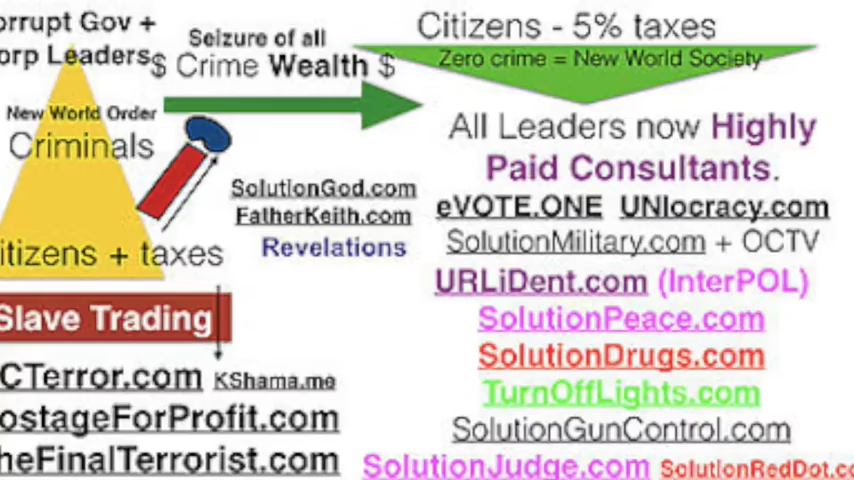 orrupt Gov +
orp Leaders
Seizure of all
$ Crime Wealth $
New World Order
Criminals
SolutionGod.com
FatherKeith.com
Revelations
itizens + taxes
Slave Trading
CTerror.com KShama.me
ostageForProfit.com
heFinalTerrorist.com
Citizens - 5% taxes
Zero crime = New World Society
All Leaders now Highly
Paid Consultants.
eVOTE.ONE UNIocracy.com
SolutionMilitary.com + OCTV
URLiDent.com (InterPOL)
SolutionPeace.com
SolutionDrugs.com
TurnOffLights.com
SolutionGunControl.com
SolutionJudge.com SolutionRedDot.co